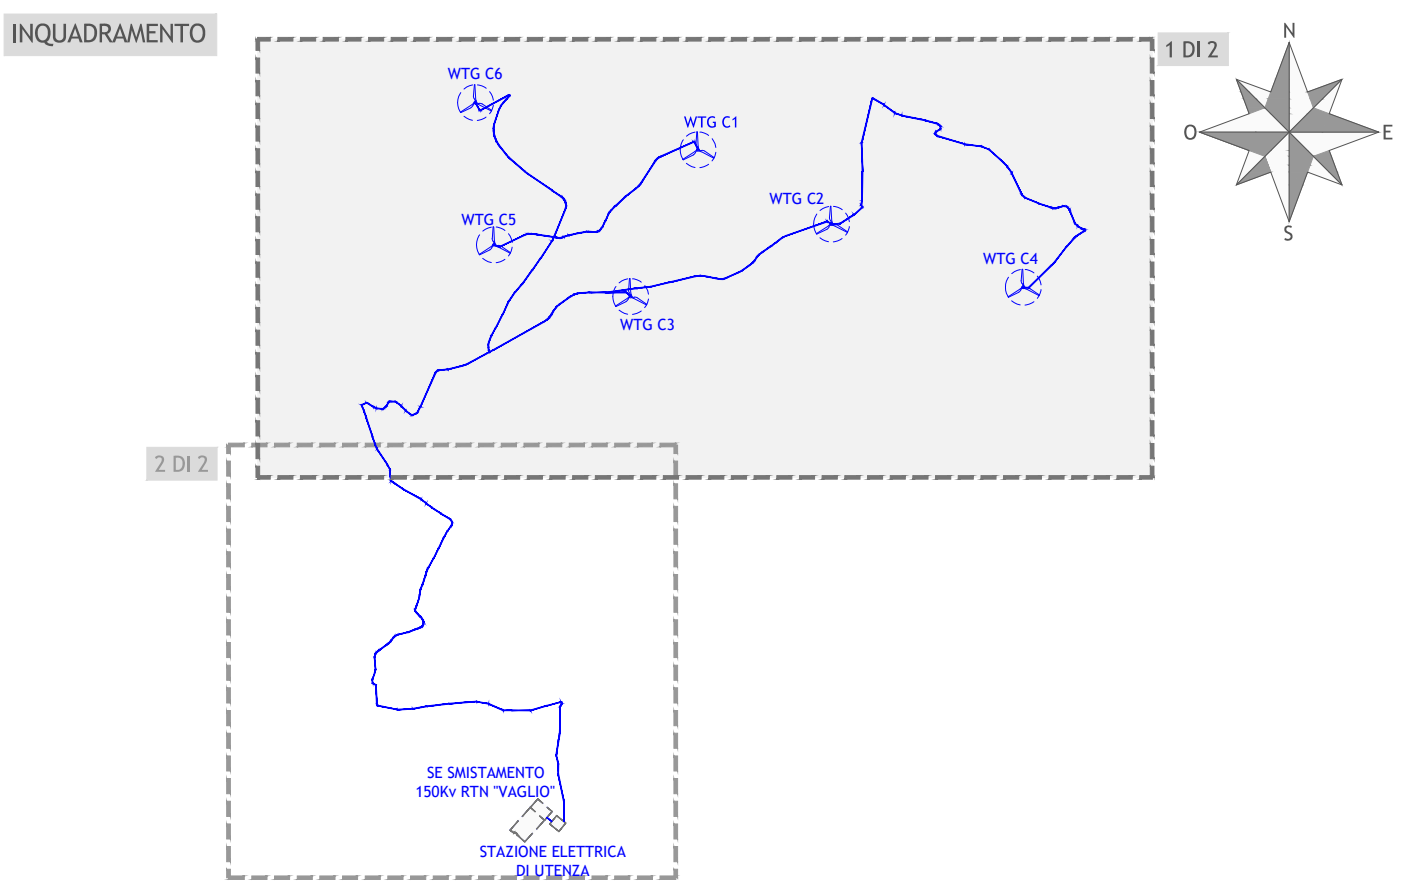 INQUADRAMENTO
1 DI 2
N
O
E
S
WTG C6
WTG C1
WTG C2
WTG C5
WTG C4
WTG C3
2 DI 2
SE SMISTAMENTO
150Kv RTN "VAGLIO"
STAZIONE ELETTRICA
DI UTENZA